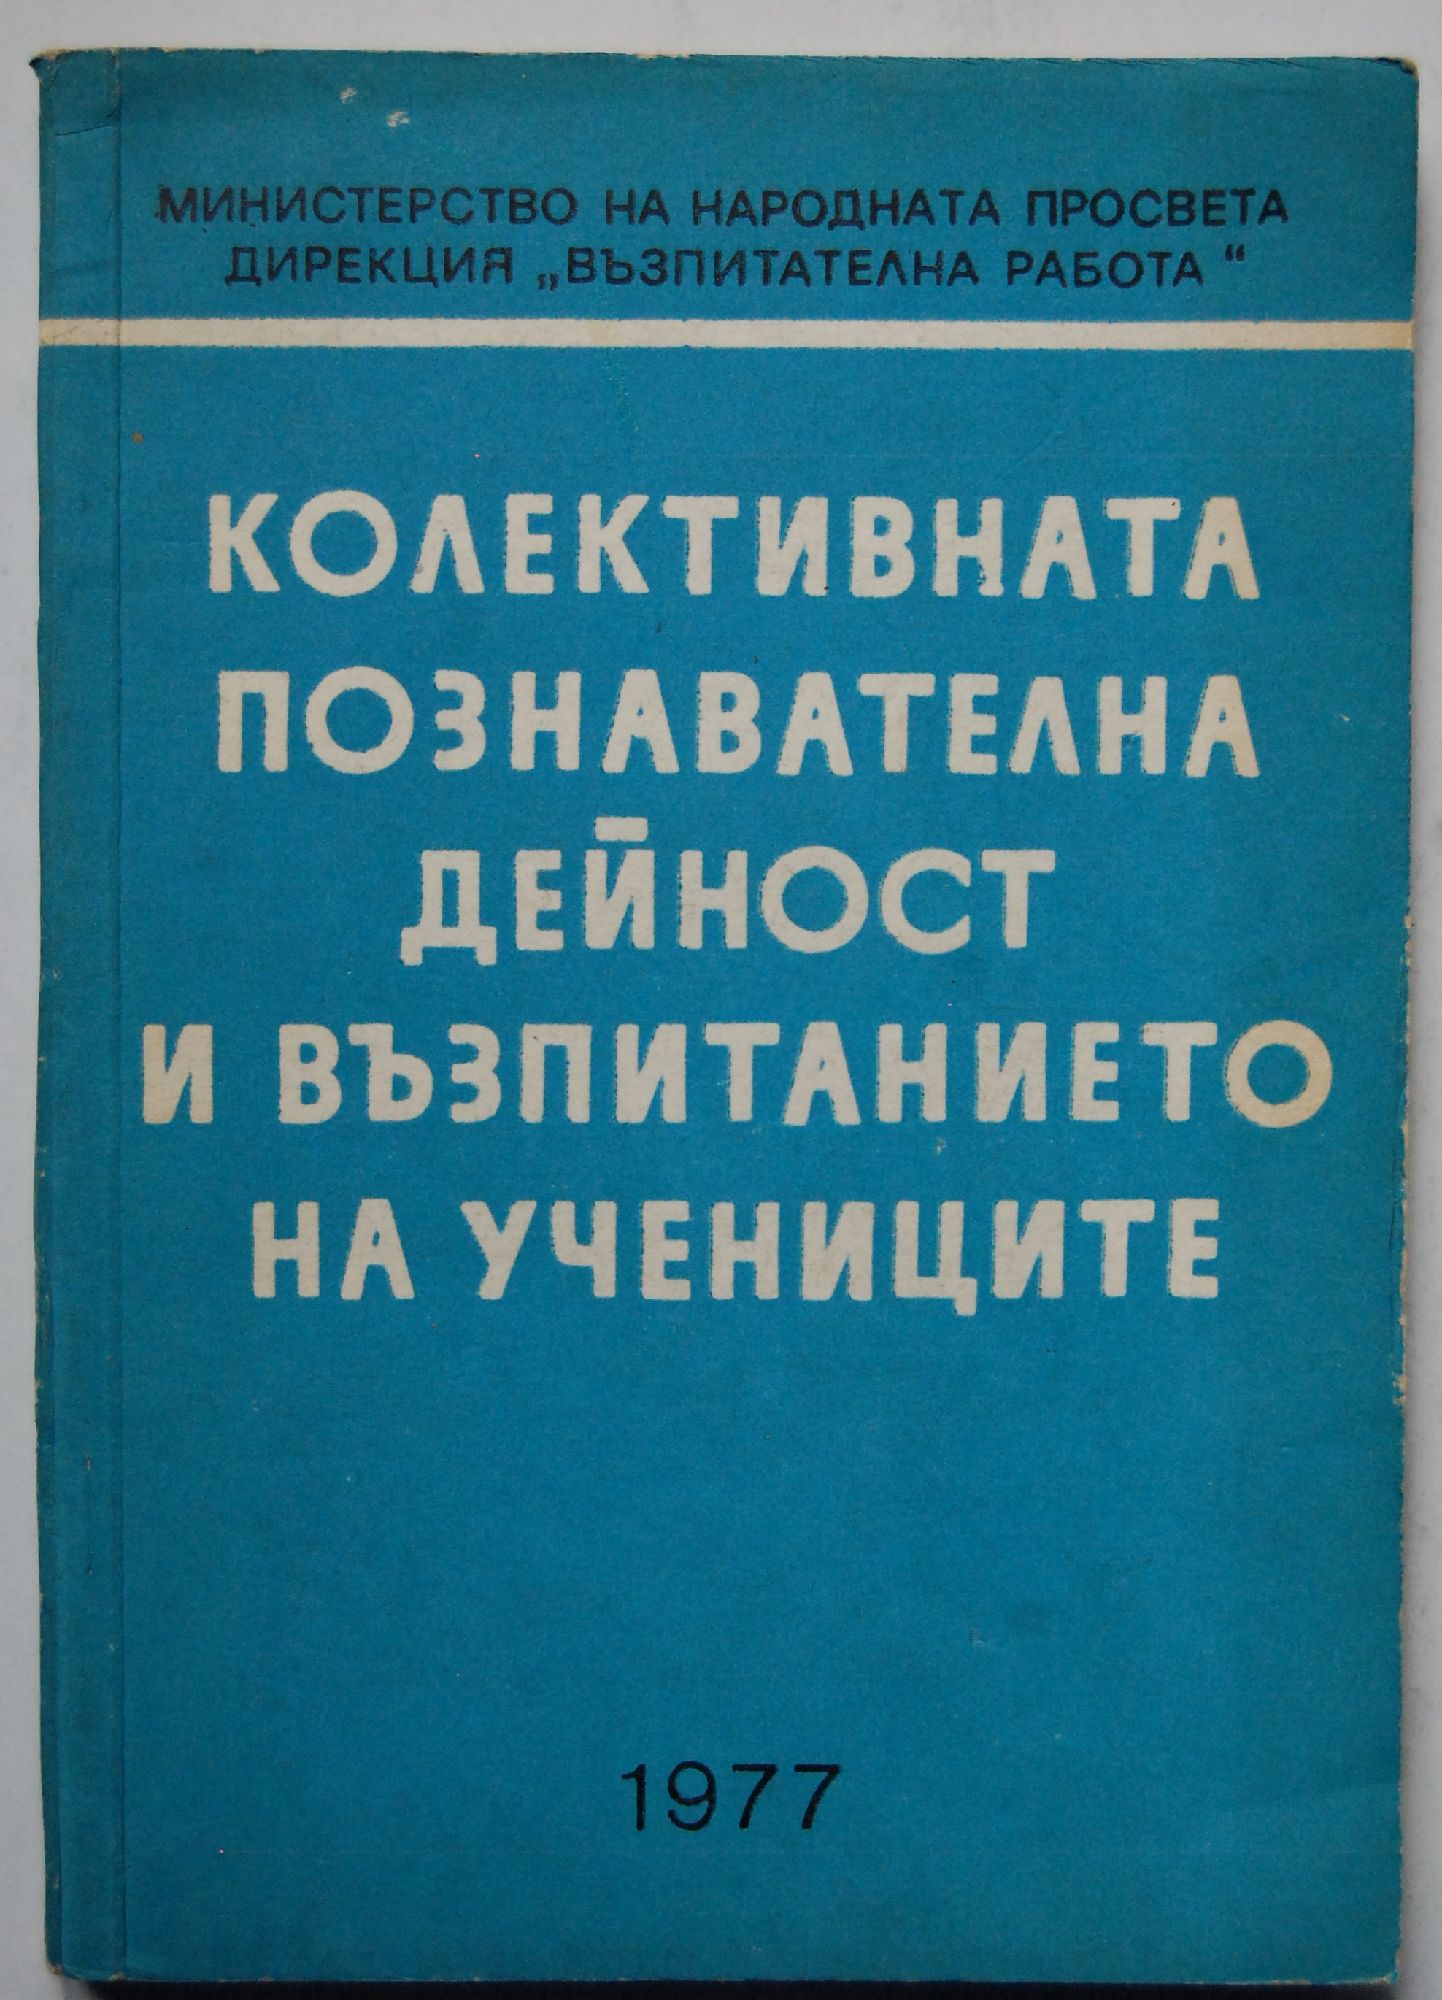 МИНИСТЕРСТВО НА НАРОДНАТА ПРОСВЕТА
ДИРЕКЦИЯ „ВЪЗПИТАТЕЛНА РАБОТА“
КОЛЕКТИВНАТА
ПОЗНАВАТЕЛНА
ДЕЙНОСТ
И ВЪЗПИТАНИЕТО
НА УЧЕНИЦИТЕ
1977